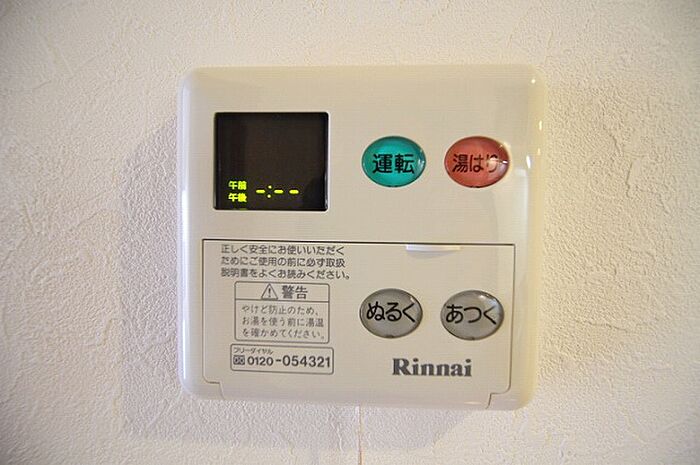 午前
午後 -:--
運転
湯はり
正しく安全にお使いいただく
ためにご使用の前に必ず取扱
説明書をよくお読みください。
警告
やけど防止のため、
お湯を使う前に湯温
を確かめてください。
フリーダイヤル
0120-054321
ぬるく
あつく
Rinnai